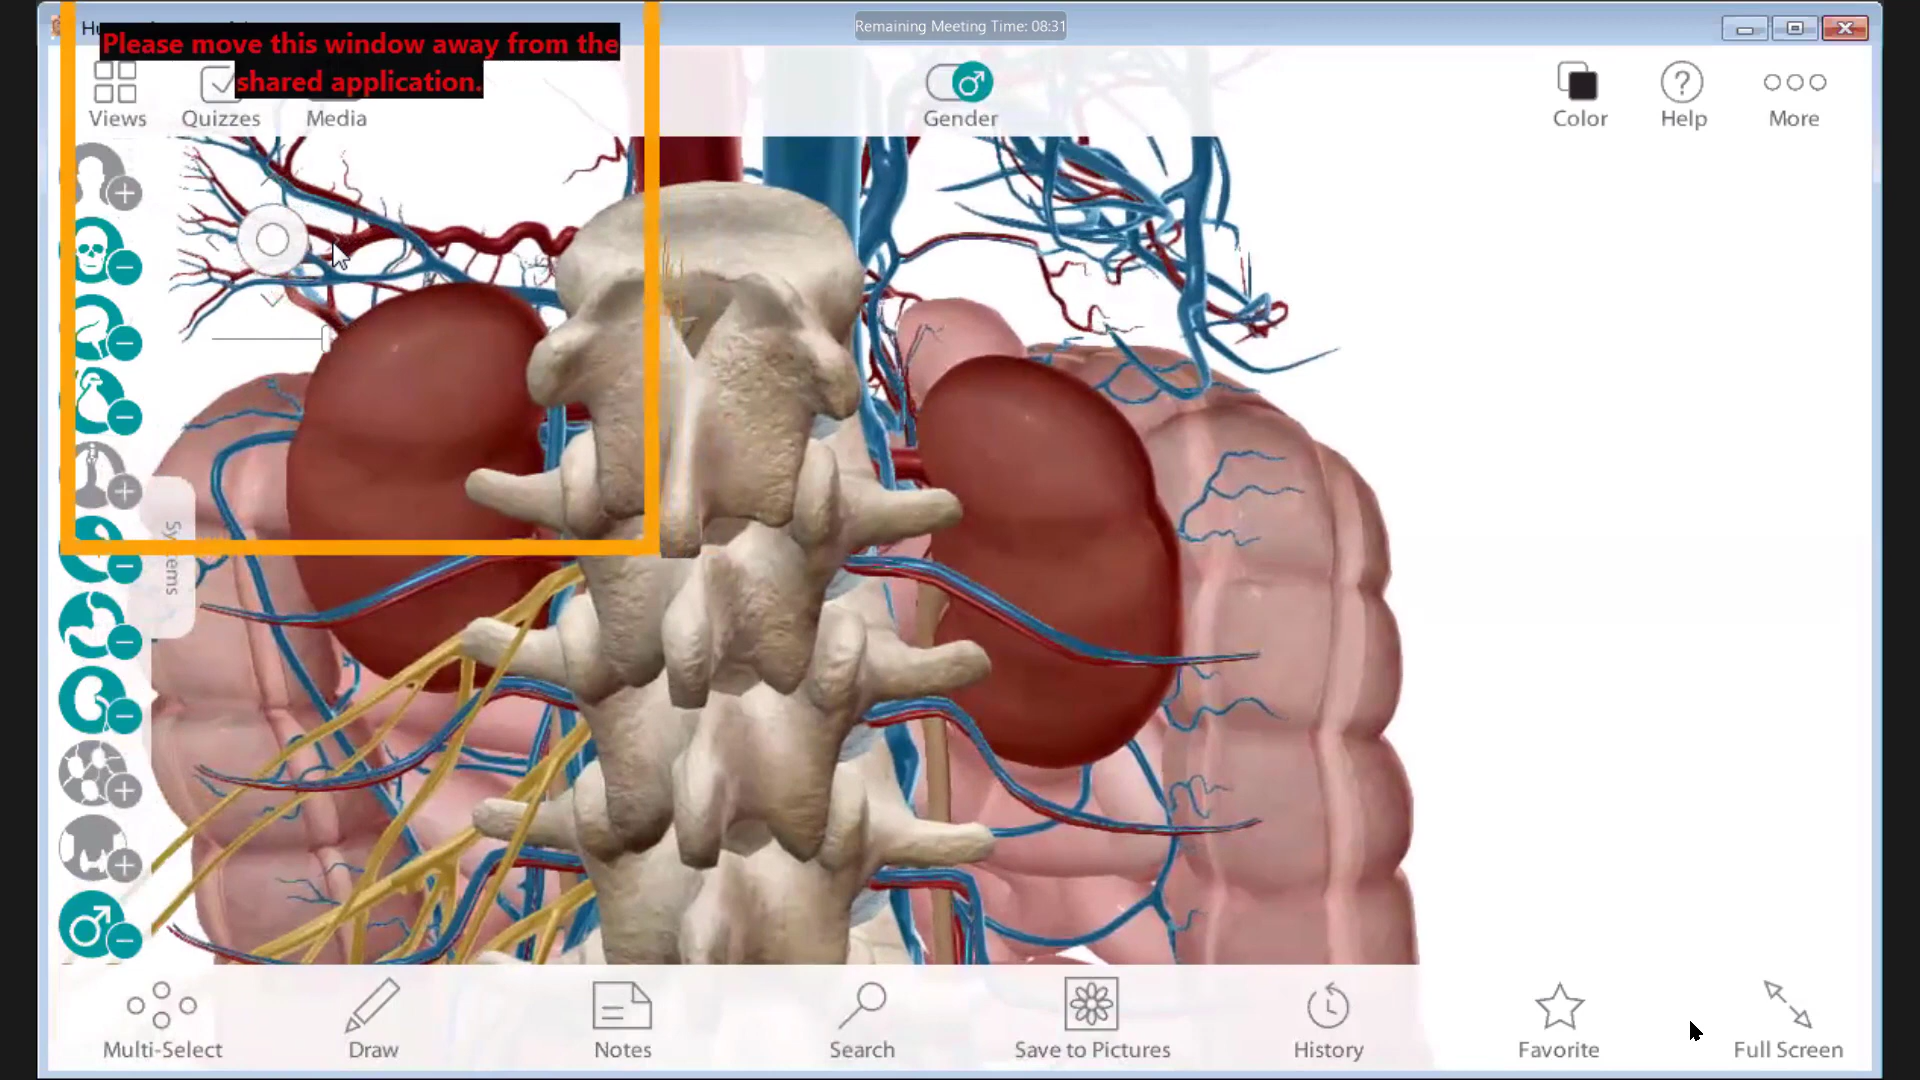 Remaining Meeting Time: 08:31
Please move this window away from the
shared application.
Views
Quizzes
Media
Gender
Color
Help
More
Multi-Select
Draw
Notes
Search
Save to Pictures
History
Favorite
Full Screen